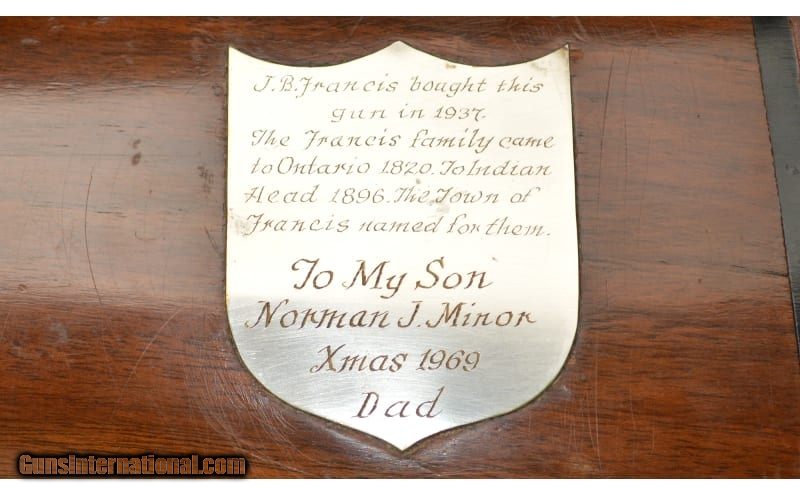 J.B. Francis bought this
gun in 1937.
The Francis family came
to Ontario 1820. To Indian
Head 1896. The Town of
Francis named for them.
To My Son
Norman J. Minor
Xmas 1969
Dad
GunsInternational.com